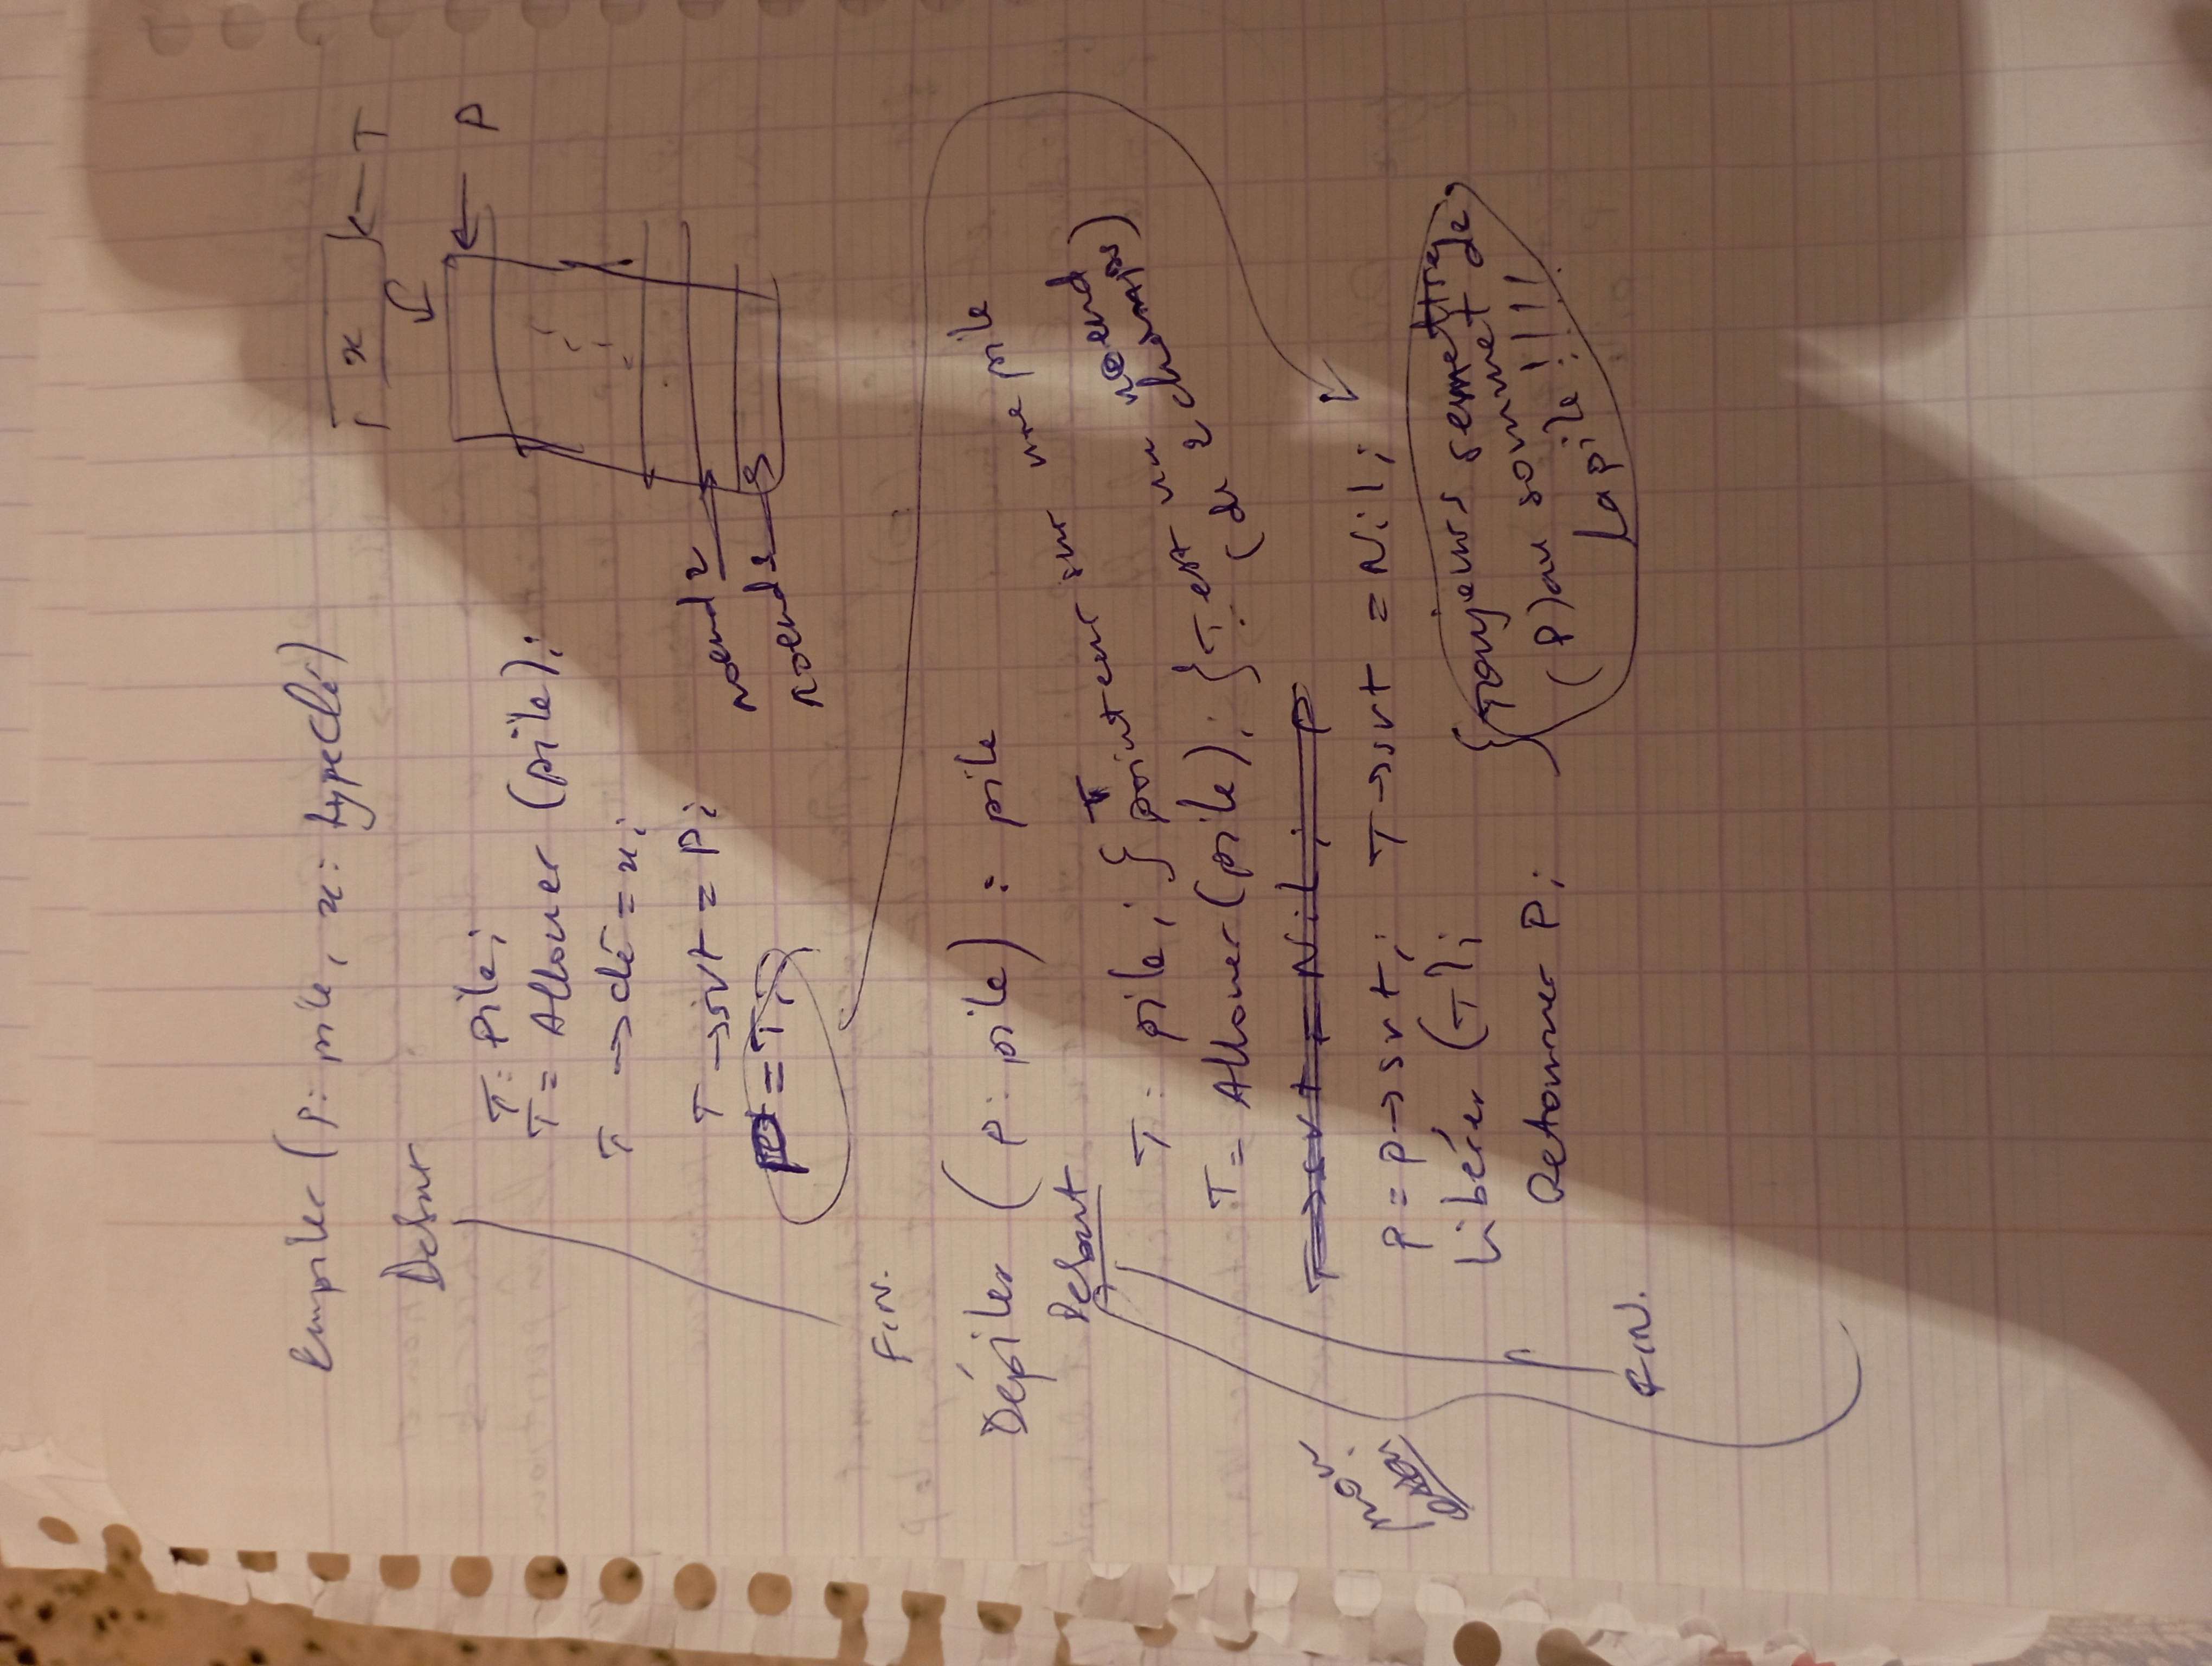 Empiler (P: pile, x: typeclé)
x ← T
Debut
← P
T: pile;
T = Allouer (pile);
T → clé = x;
T → svt = P;
noeud 2
P = T;
noeud 1
FIN.
Dépiler (P: pile) : pile
Debut
T: pile; } T pointeur sur une pile
T = Allouer (pile); } T est un noeud
(de 2 champs)
T → svt = Nil; P
mon
essai
P = P → svt; T → svt = Nil;
Libérer (T);
Retourner P;
{ Toujours remettre
(P) au sommet de
la pile !!!!
FIN.